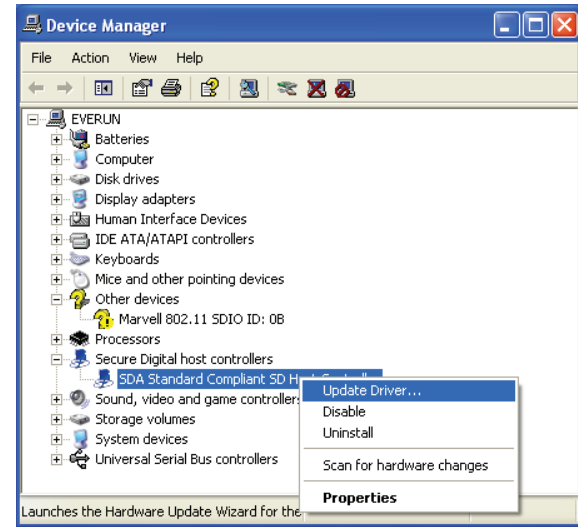 Device Manager
File Action View Help
EVERUN
Batteries
Computer
Disk drives
Display adapters
Human Interface Devices
IDE ATA/ATAPI controllers
Keyboards
Mice and other pointing devices
Other devices
Marvell 802.11 SDIO ID: 0B
Processors
Secure Digital host controllers
SDA Standard Compliant SD H
Sound, video and game controllers
Storage volumes
System devices
Universal Serial Bus controllers
Update Driver...
Disable
Uninstall
Scan for hardware changes
Properties
Launches the Hardware Update Wizard for the